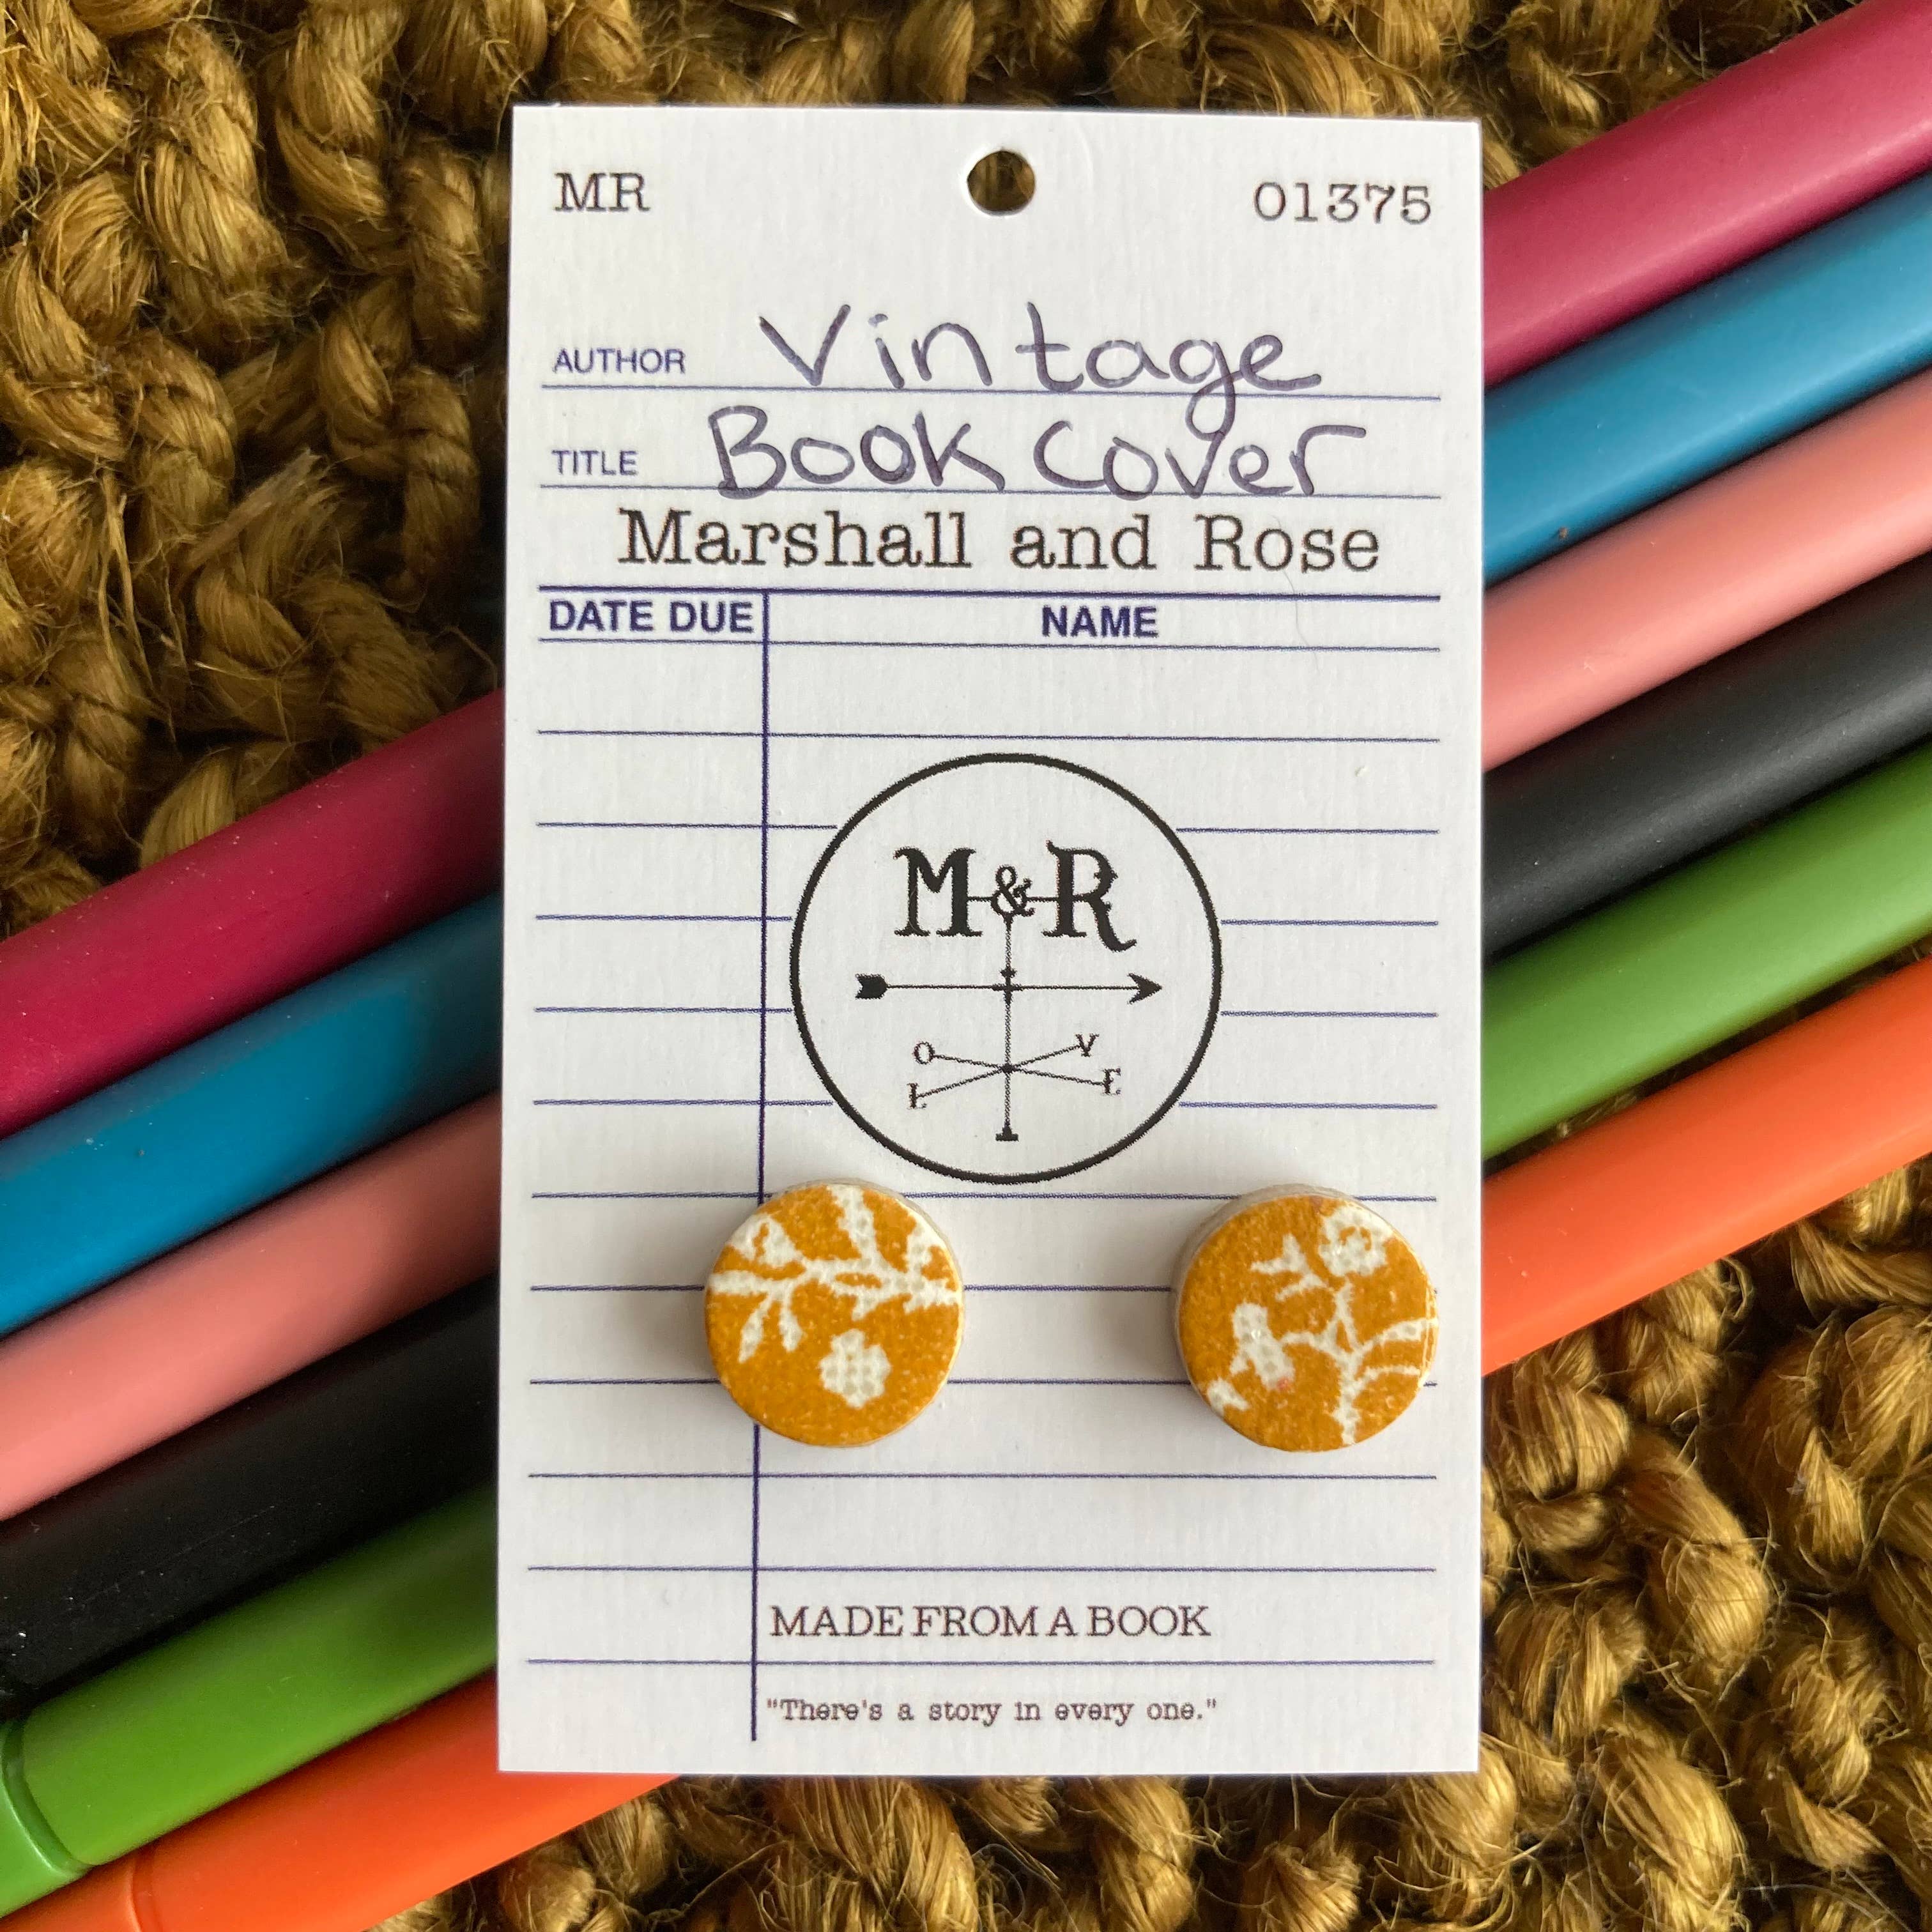 MR 01375
AUTHOR Vintage
TITLE Book Cover
Marshall and Rose
DATE DUE NAME
M&R
O V
L E
MADE FROM A BOOK
"There's a story in every one."